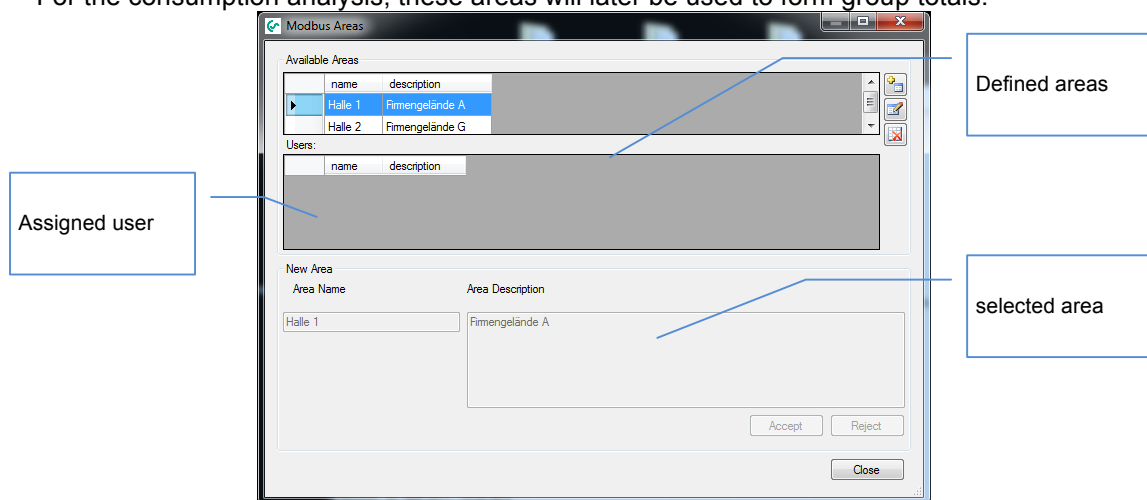 For the consumption analysis, these areas will later be used to form group totals.
Modbus Areas
Available Areas
name description
Halle 1 Firmengelände A
Halle 2 Firmengelände G
Users:
name description
Defined areas
Assigned user
New Area
Area Name Area Description
Halle 1 Firmengelände A
selected area
Accept Reject
Close